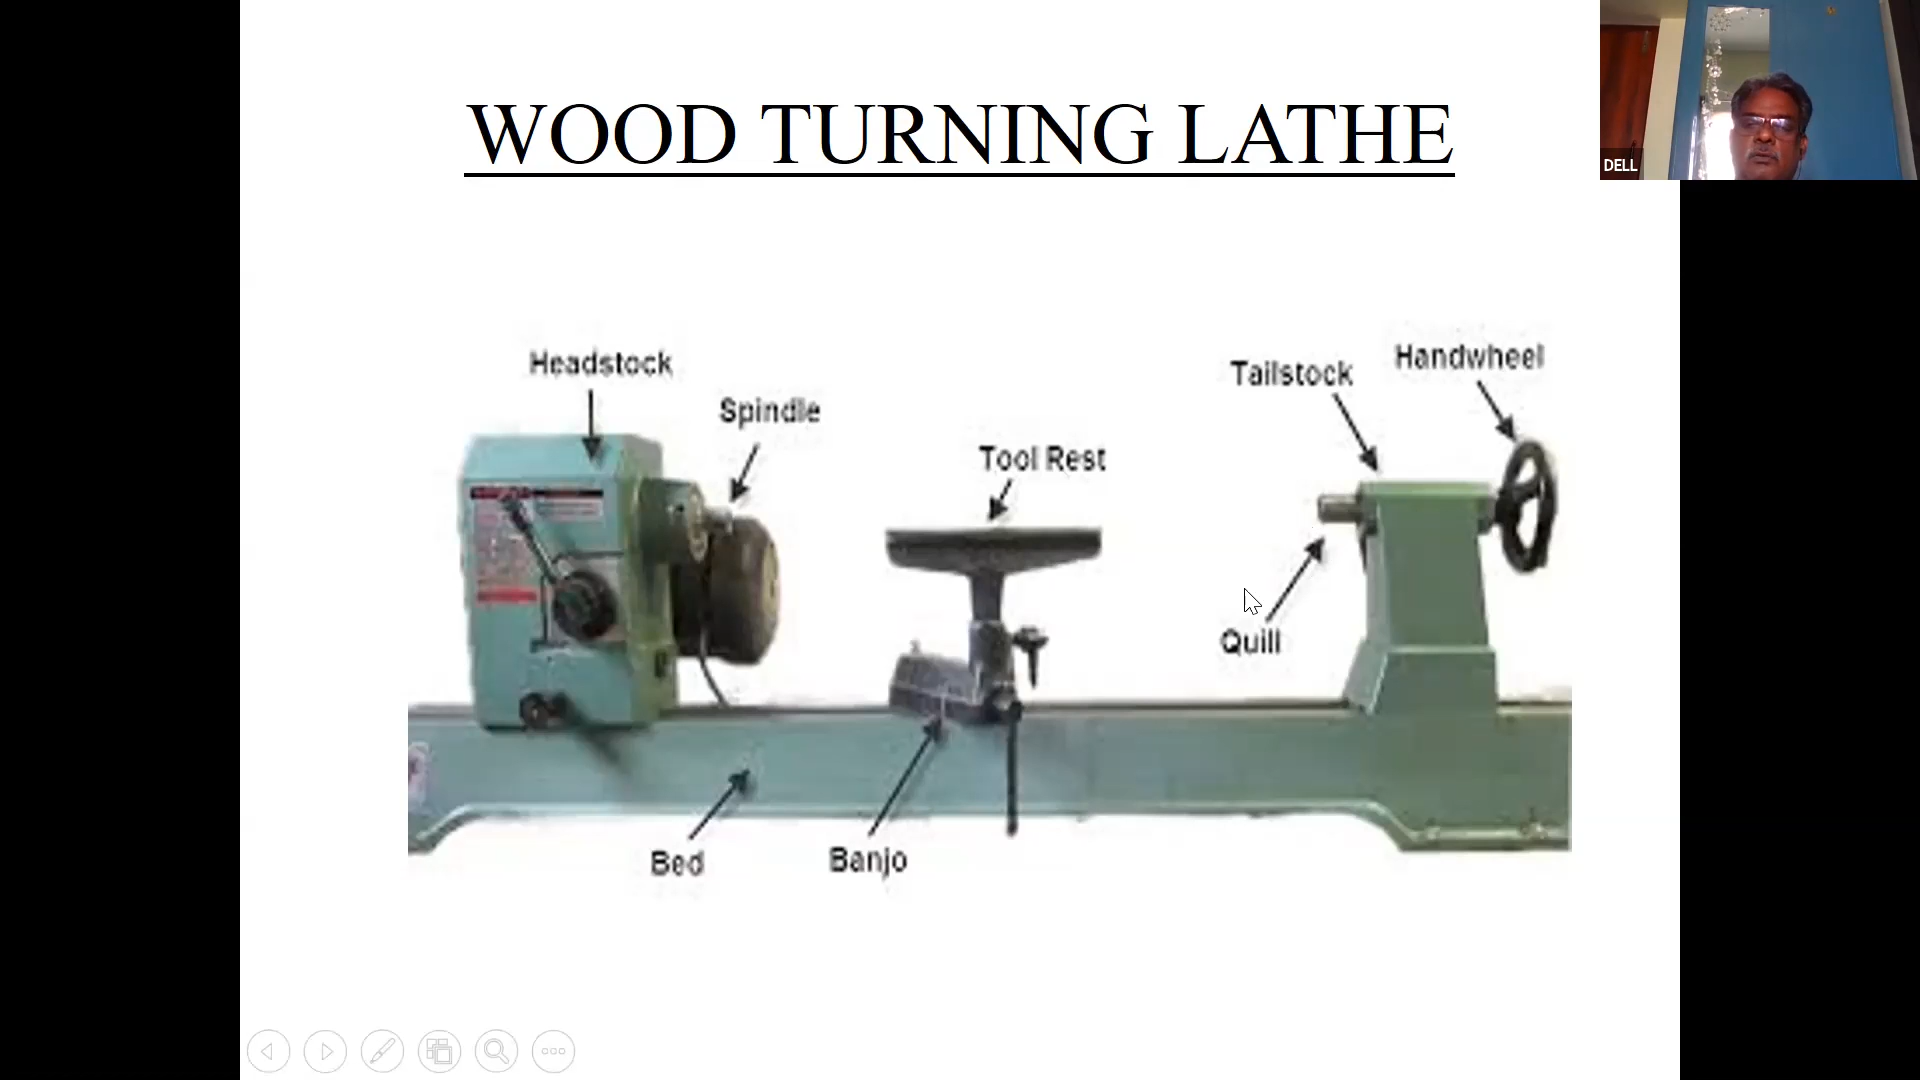 WOOD TURNING LATHE
DELL
Headstock
Spindle
Tool Rest
Tailstock
Handwheel
Quill
Bed
Banjo